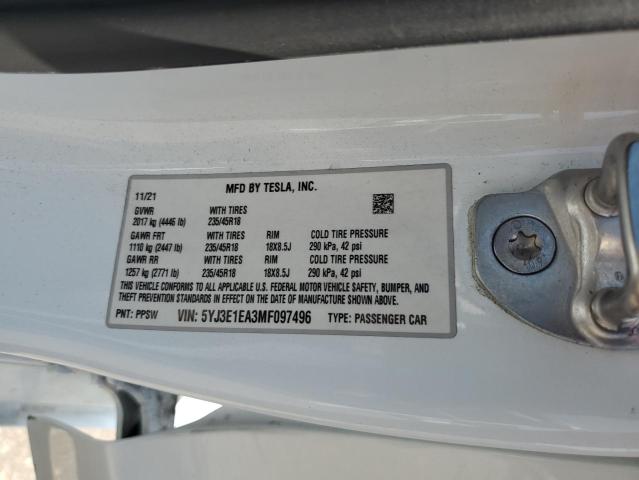 MFD BY TESLA, INC.
11/21
GVWR WITH TIRES
2017 kg (4446 lb) 235/45R18
GAWR FRT WITH TIRES RIM COLD TIRE PRESSURE
1110 kg (2447 lb) 235/45R18 18X8.5J 290 kPa, 42 psi
GAWR RR WITH TIRES RIM COLD TIRE PRESSURE
1257 kg (2771 lb) 235/45R18 18X8.5J 290 kPa, 42 psi
THIS VEHICLE CONFORMS TO ALL APPLICABLE U.S. FEDERAL MOTOR VEHICLE SAFETY, BUMPER, AND
THEFT PREVENTION STANDARDS IN EFFECT ON THE DATE OF MANUFACTURE SHOWN ABOVE.
PNT: PPSW VIN: 5YJ3E1EA3MF097496 TYPE: PASSENGER CAR